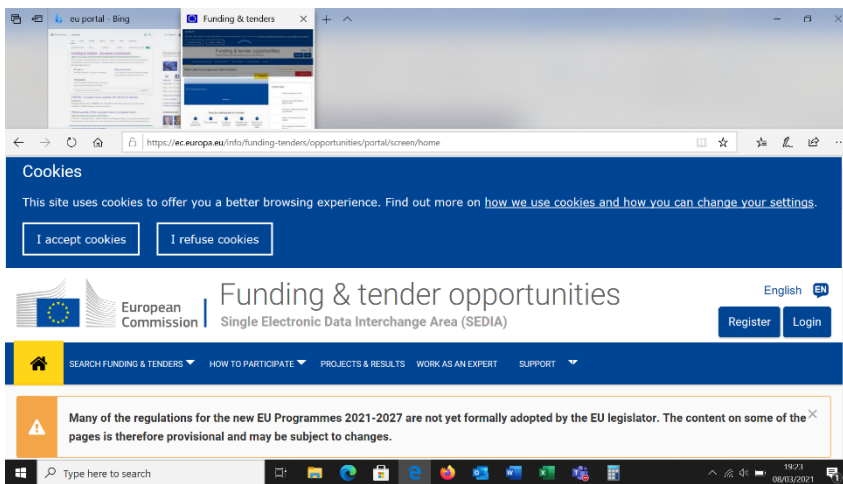 eu portal - Bing
Funding & tenders
https://ec.europa.eu/info/funding-tenders/opportunities/portal/screen/home
Cookies
This site uses cookies to offer you a better browsing experience. Find out more on how we use cookies and how you can change your settings.
I accept cookies
I refuse cookies
European
Commission
Funding & tender opportunities
Single Electronic Data Interchange Area (SEDIA)
English EN
Register
Login
SEARCH FUNDING & TENDERS HOW TO PARTICIPATE PROJECTS & RESULTS WORK AS AN EXPERT SUPPORT
Many of the regulations for the new EU Programmes 2021-2027 are not yet formally adopted by the EU legislator. The content on some of the
pages is therefore provisional and may be subject to changes.
Type here to search
19:23
08/03/2021